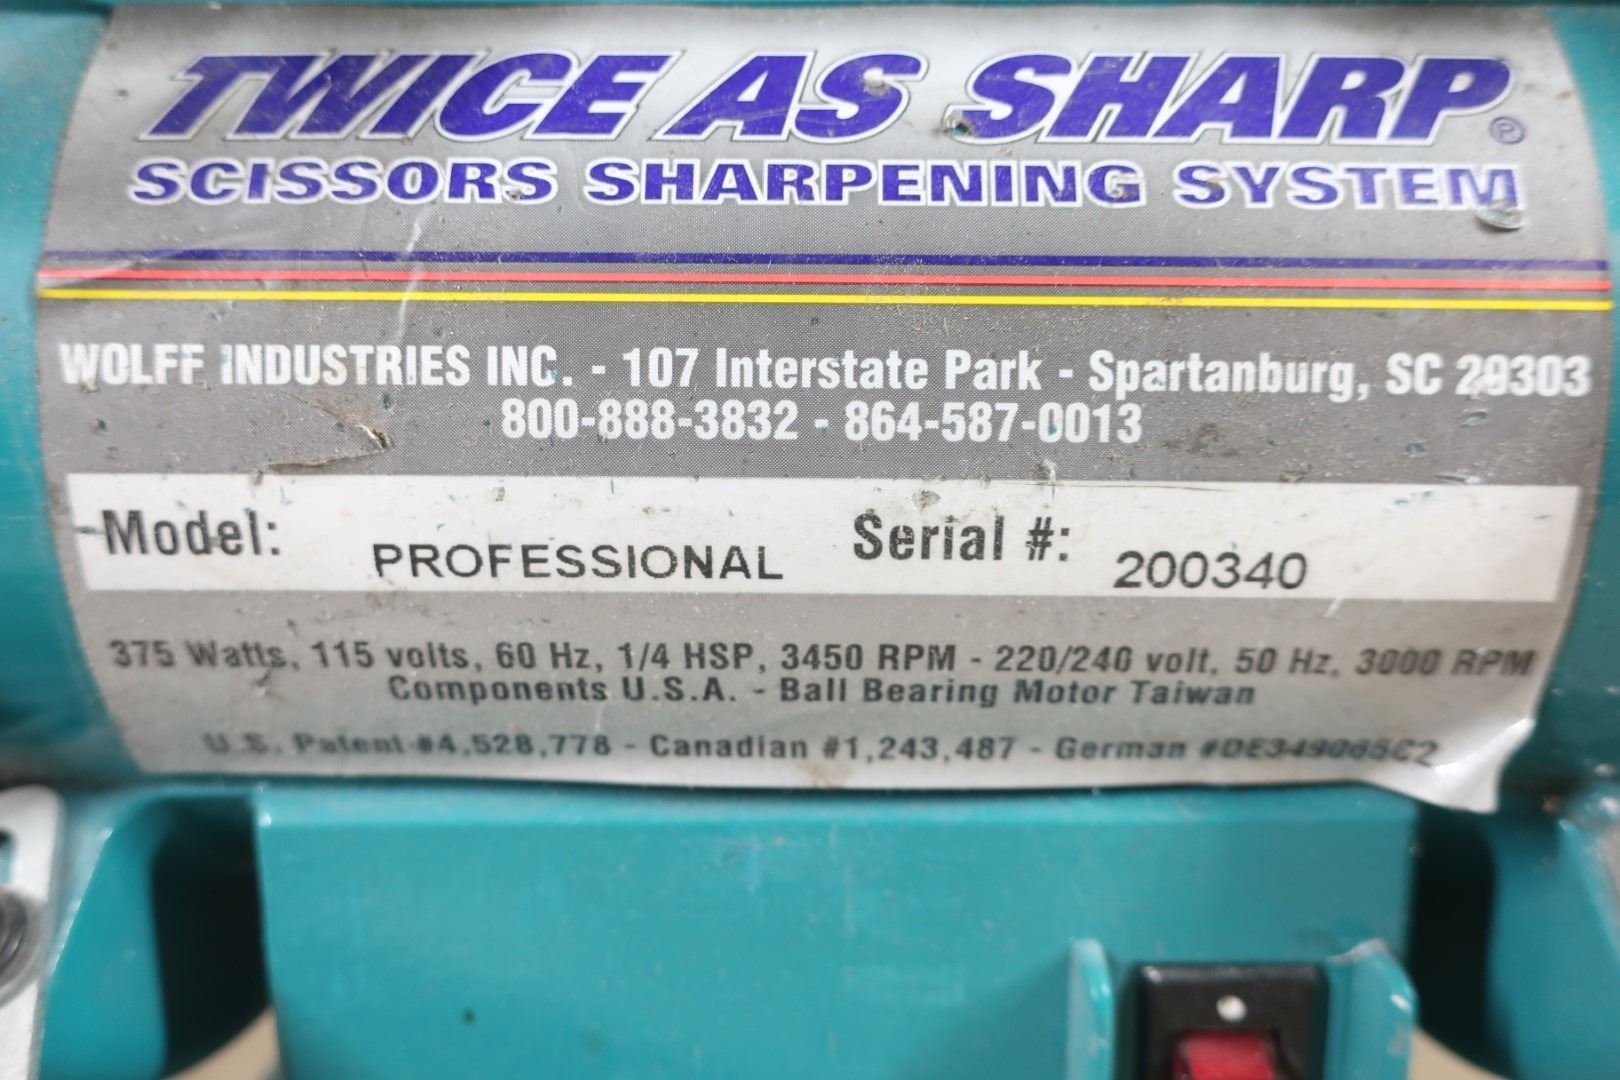 TWICE AS SHARP®
SCISSORS SHARPENING SYSTEM
WOLFF INDUSTRIES INC. - 107 Interstate Park - Spartanburg, SC 29303
800-888-3832 - 864-587-0013
Model: PROFESSIONAL Serial #: 200340
375 Watts, 115 volts, 60 Hz, 1/4 HSP, 3450 RPM - 220/240 volt, 50 Hz, 3000 RPM
Components U.S.A. - Ball Bearing Motor Taiwan
U.S. Patent #4,528,778 - Canadian #1,243,487 - German #DE349065C2